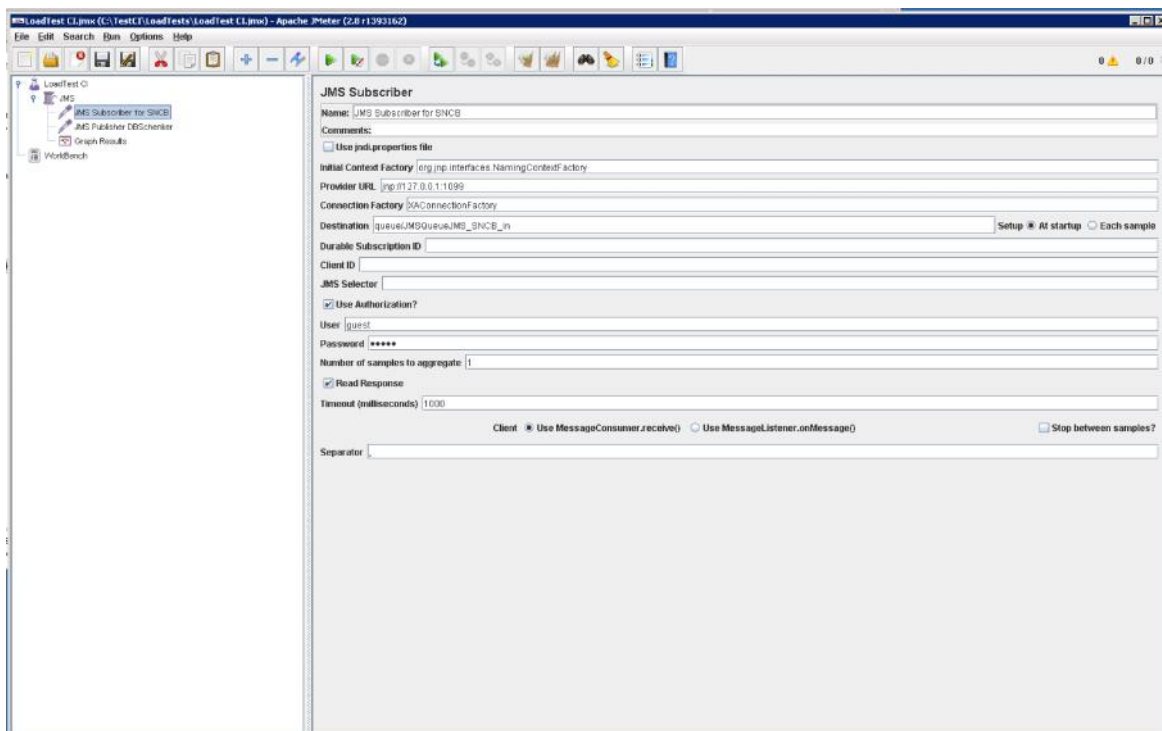 LoadTest CI.jmx (C:\TestCI\LoadTests\LoadTest CI.jmx) - Apache JMeter (2.8 r1393162)
File Edit Search Run Options Help
0 0 / 0
LoadTest CI
JMS
JMS Subscriber for SNCB
JMS Publisher DBSchenker
Graph Results
WorkBench
JMS Subscriber
Name: JMS Subscriber for SNCB
Comments:
Use jndi.properties file
Initial Context Factory org.jnp.interfaces.NamingContextFactory
Provider URL jnp://127.0.0.1:1099
Connection Factory XAConnectionFactory
Destination queue/JMSQueueJMS_SNCB_in Setup At startup Each sample
Durable Subscription ID
Client ID
JMS Selector
Use Authorization?
User guest
Password •••••
Number of samples to aggregate 1
Read Response
Timeout (milliseconds) 1000
Client Use MessageConsumer.receive() Use MessageListener.onMessage() Stop between samples?
Separator